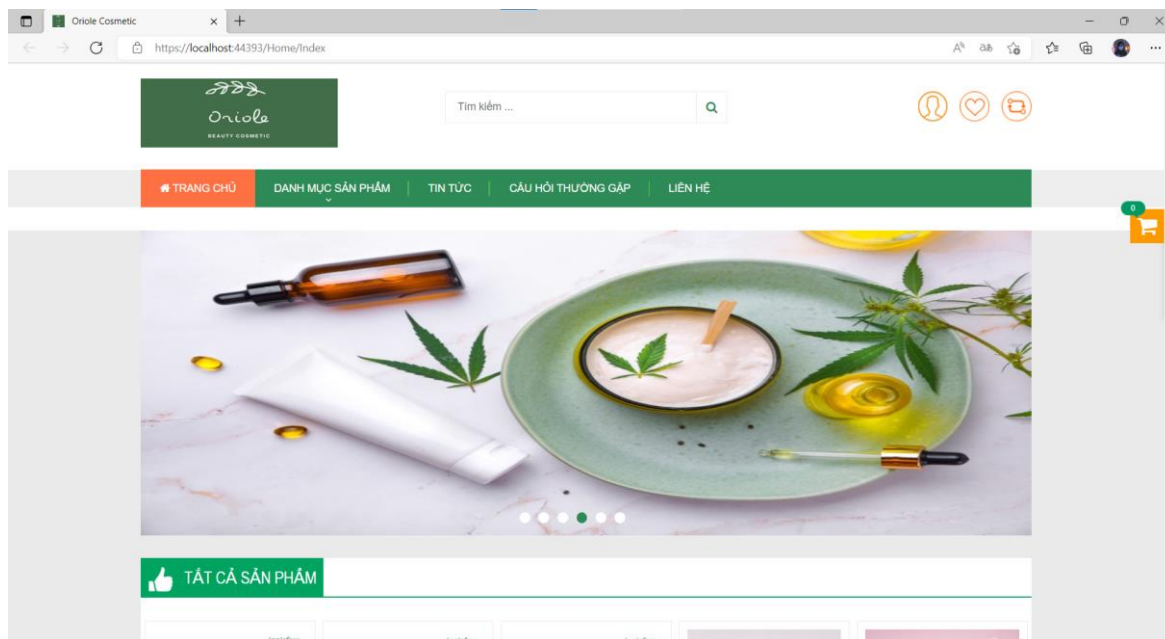 Oriole Cosmetic
https://localhost:44393/Home/Index
Oriole
BEAUTY COSMETIC
Tìm kiếm ...
TRANG CHỦ DANH MỤC SẢN PHẨM TIN TỨC CÂU HỎI THƯỜNG GẶP LIÊN HỆ
0
TẤT CẢ SẢN PHẨM